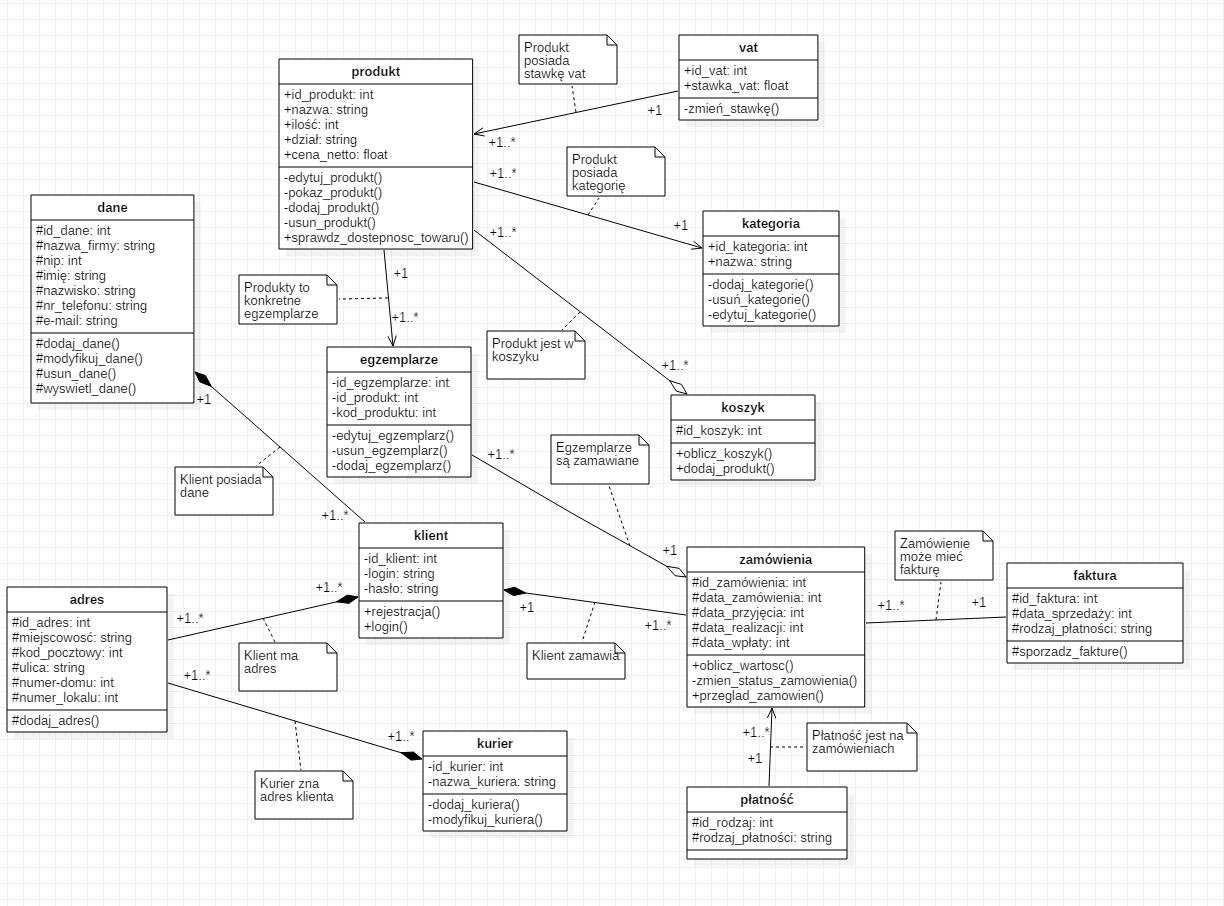 Produkt
posiada
stawkę vat
vat
+id_vat: int
+stawka_vat: float
-zmień_stawkę()
+1
+1..*
produkt
+id_produkt: int
+nazwa: string
+ilość: int
+dział: string
+cena_netto: float
-edytuj_produkt()
-pokaz_produkt()
-dodaj_produkt()
-usun_produkt()
+sprawdz_dostepnosc_towaru()
Produkt
posiada
kategorię
+1..*
+1
kategoria
+id_kategoria: int
+nazwa: string
-dodaj_kategorie()
-usuń_kategorie()
-edytuj_kategorie()
dane
#id_dane: int
#nazwa_firmy: string
#nip: int
#imię: string
#nazwisko: string
#nr_telefonu: string
#e-mail: string
#dodaj_dane()
#modyfikuj_dane()
#usun_dane()
#wyswietl_dane()
+1
Produkty to
konkretne
egzemplarze
+1
+1..*
+1..*
Produkt jest w
koszyku
+1..*
egzemplarze
-id_egzemplarze: int
-id_produkt: int
-kod_produktu: int
-edytuj_egzemplarz()
-usun_egzemplarz()
-dodaj_egzemplarz()
koszyk
#id_koszyk: int
+oblicz_koszyk()
+dodaj_produkt()
Klient posiada
dane
+1..*
+1..*
Egzemplarze
są zamawiane
+1
klient
-id_klient: int
-login: string
-hasło: string
+rejestracja()
+login()
zamówienia
#id_zamówienia: int
#data_zamówienia: int
#data_przyjęcia: int
#data_realizacji: int
#data_wpłaty: int
+oblicz_wartosc()
-zmien_status_zamowienia()
+przeglad_zamowien()
Zamówienie
może mieć
fakturę
+1..*
+1
faktura
#id_faktura: int
#data_sprzedaży: int
#rodzaj_płatności: string
#sporzadz_fakture()
adres
#id_adres: int
#miejscowosć: string
#kod_pocztowy: int
#ulica: string
#numer-domu: int
#numer_lokalu: int
#dodaj_adres()
+1..*
+1..*
Klient ma
adres
+1
+1..*
Klient zamawia
+1..*
+1..*
Kurier zna
adres klienta
kurier
-id_kurier: int
-nazwa_kuriera: string
-dodaj_kuriera()
-modyfikuj_kuriera()
+1..*
+1
Płatność jest na
zamówieniach
płatność
#id_rodzaj: int
#rodzaj_płatności: string